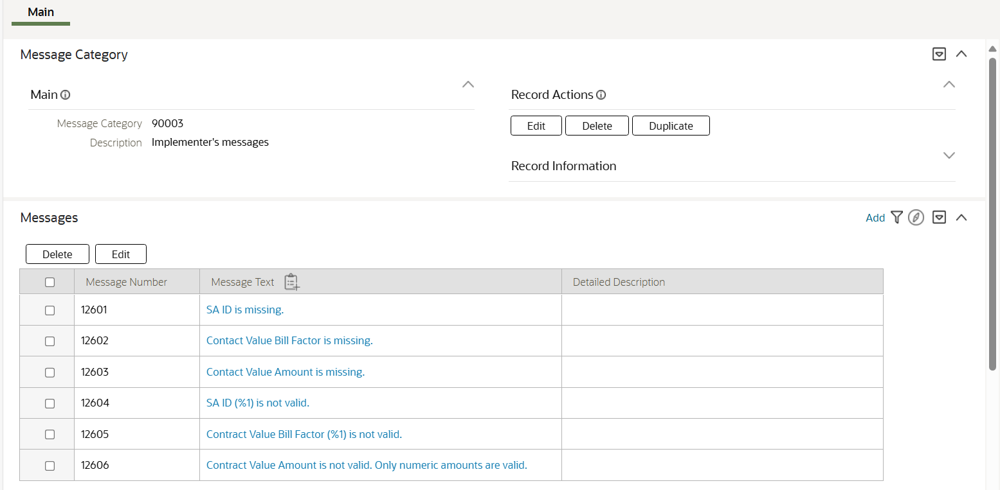 Main
Message Category
Main
Record Actions
Message Category 90003
Description Implementer's messages
Edit Delete Duplicate
Record Information
Messages
Add
Delete Edit
Message Number Message Text Detailed Description
12601 SA ID is missing.
12602 Contact Value Bill Factor is missing.
12603 Contact Value Amount is missing.
12604 SA ID (%1) is not valid.
12605 Contract Value Bill Factor (%1) is not valid.
12606 Contract Value Amount is not valid. Only numeric amounts are valid.